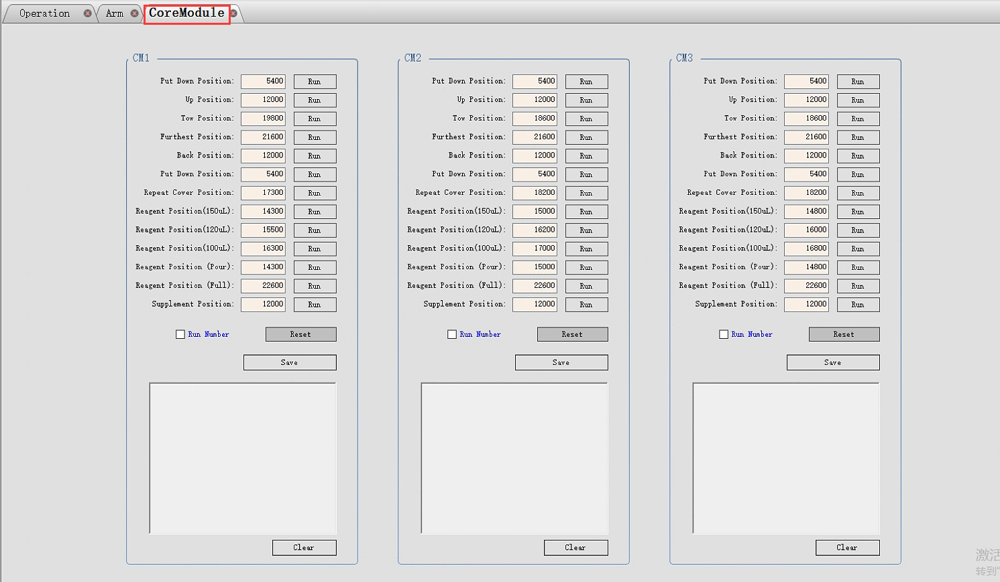 Operation Arm CoreModule
CM1 CM2 CM3
Put Down Position: 5400 Run Put Down Position: 5400 Run Put Down Position: 5400 Run
Up Position: 12000 Run Up Position: 12000 Run Up Position: 12000 Run
Tow Position: 19800 Run Tow Position: 18600 Run Tow Position: 18600 Run
Furthest Position: 21600 Run Furthest Position: 21600 Run Furthest Position: 21600 Run
Back Position: 12000 Run Back Position: 12000 Run Back Position: 12000 Run
Put Down Position: 5400 Run Put Down Position: 5400 Run Put Down Position: 5400 Run
Repeat Cover Position: 17300 Run Repeat Cover Position: 18200 Run Repeat Cover Position: 18200 Run
Reagent Position(150uL): 14300 Run Reagent Position(150uL): 15000 Run Reagent Position(150uL): 14800 Run
Reagent Position(120uL): 15500 Run Reagent Position(120uL): 16200 Run Reagent Position(120uL): 16000 Run
Reagent Position(100uL): 16300 Run Reagent Position(100uL): 17000 Run Reagent Position(100uL): 16800 Run
Reagent Position (Pour): 14300 Run Reagent Position (Pour): 15000 Run Reagent Position (Pour): 14800 Run
Reagent Position (Full): 22600 Run Reagent Position (Full): 22600 Run Reagent Position (Full): 22600 Run
Supplement Position: 12000 Run Supplement Position: 12000 Run Supplement Position: 12000 Run
Run Number Reset Run Number Reset Run Number Reset
Save Save Save
Clear Clear Clear
激活
转到"